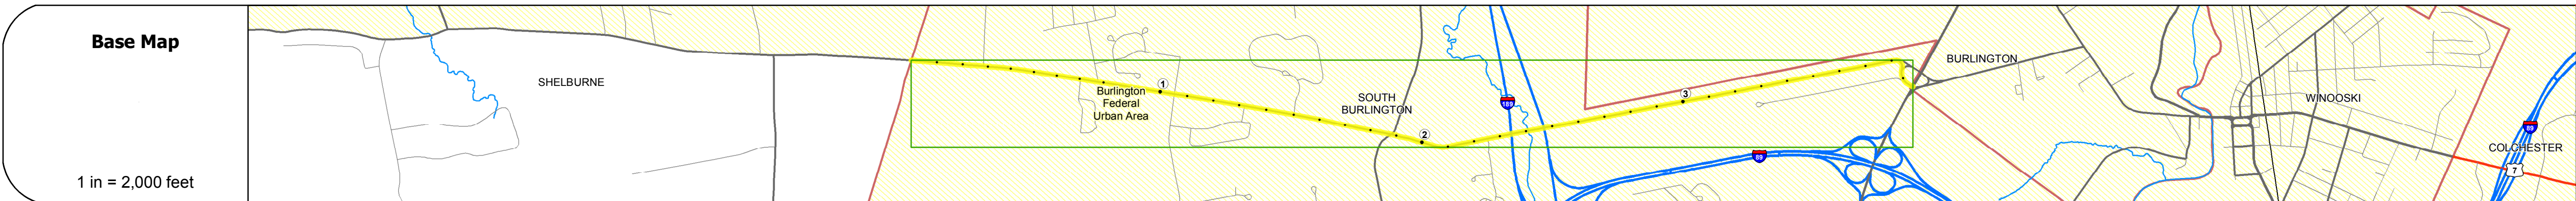 Base Map
1 in = 2,000 feet
SHELBURNE
1
Burlington
Federal
Urban Area
SOUTH
BURLINGTON
2
189
3
89
BURLINGTON
WINOOSKI
89
COLCHESTER
7